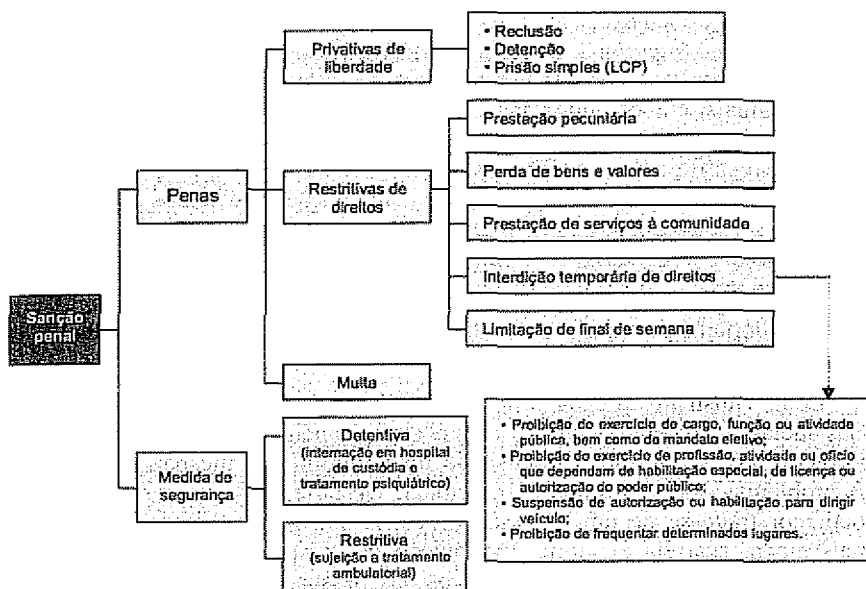 Privativas de
liberdade
• Reclusão
• Detenção
• Prisão simples (LCP)
Prestação pecuniária
Penas
Restritivas de
direitos
Perda de bens e valores
Prestação de serviços à comunidade
Interdição temporária de direitos
Sanção
penal
Limitação de final de semana
Multa
Detentiva
(internação em hospital
de custódia e
tratamento psiquiátrico)
Medida de
segurança
Restritiva
(sujeição a tratamento
ambulatorial)
• Proibição do exercício de cargo, função ou atividade
pública, bem como de mandato eletivo;
• Proibição do exercício de profissão, atividade ou ofício
que dependam de habilitação especial, de licença ou
autorização do poder público;
• Suspensão de autorização ou habilitação para dirigir
veículo;
• Proibição de frequentar determinados lugares.